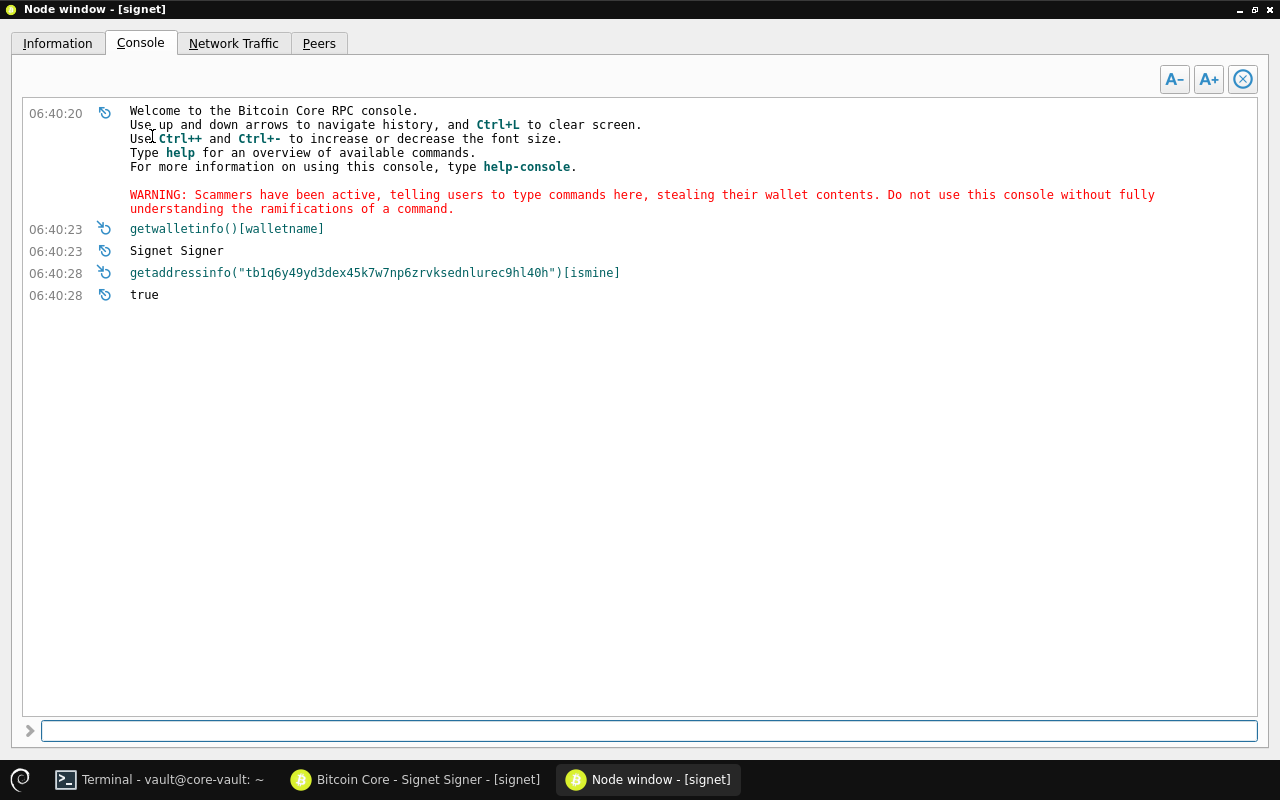 Node window - [signet]
Information
Console
Network Traffic
Peers
A-
A+
06:40:20
Welcome to the Bitcoin Core RPC console.
Use up and down arrows to navigate history, and Ctrl+L to clear screen.
Use Ctrl++ and Ctrl+- to increase or decrease the font size.
Type help for an overview of available commands.
For more information on using this console, type help-console.
WARNING: Scammers have been active, telling users to type commands here, stealing their wallet contents. Do not use this console without fully
understanding the ramifications of a command.
06:40:23
getwalletinfo()[walletname]
06:40:23
Signet Signer
06:40:28
getaddressinfo("tb1q6y49yd3dex45k7w7np6zrvksednlurec9hl40h")[ismine]
06:40:28
true
Terminal - vault@core-vault: ~
Bitcoin Core - Signet Signer - [signet]
Node window - [signet]